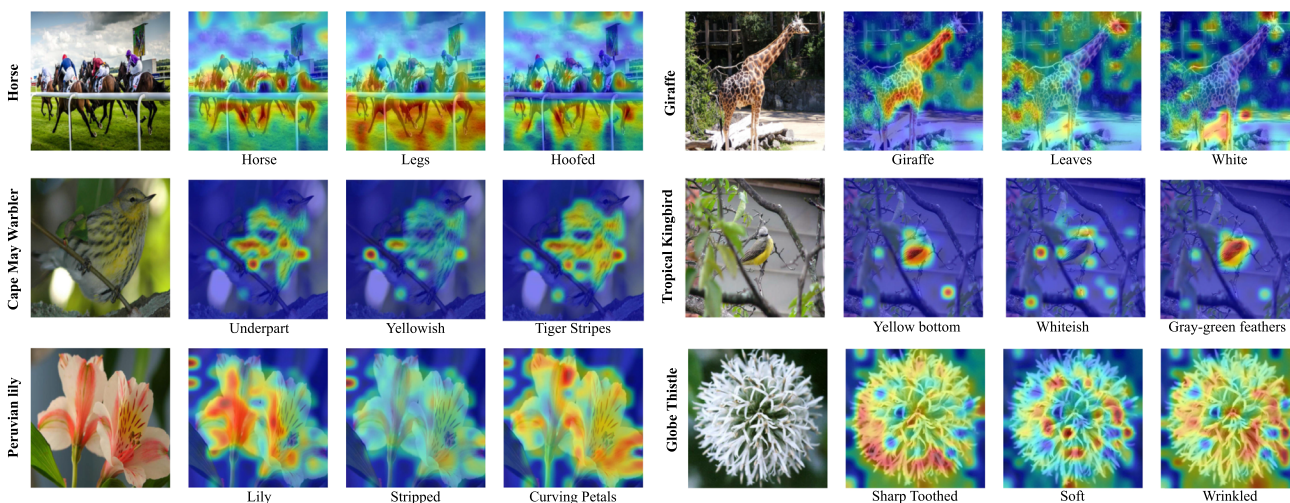 Horse
Horse
Legs
Hoofed
Giraffe
Giraffe
Leaves
White
Cape May Warbler
Underpart
Yellowish
Tiger Stripes
Tropical Kingbird
Yellow bottom
Whiteish
Gray-green feathers
Peruvian lily
Lily
Stripped
Curving Petals
Globe Thistle
Sharp Toothed
Soft
Wrinkled